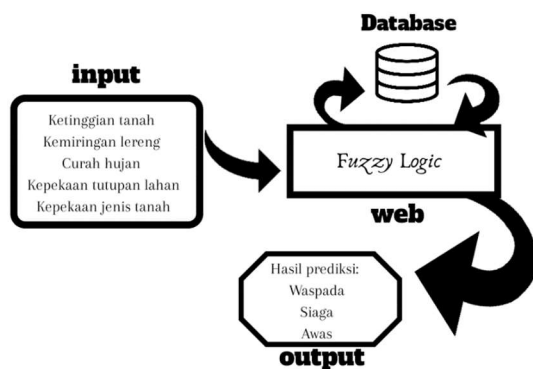 Database
input
Ketinggian tanah
Kemiringan lereng
Curah hujan
Kepekaan tutupan lahan
Kepekaan jenis tanah
Fuzzy Logic
web
Hasil prediksi:
Waspada
Siaga
Awas
output